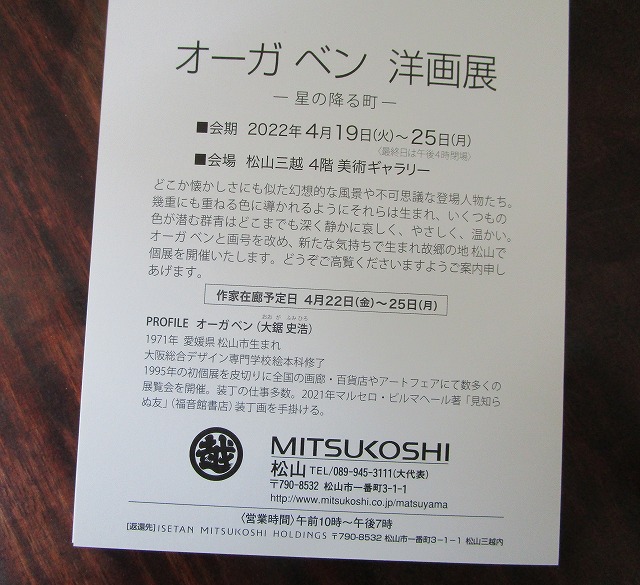 オーガ ベン 洋画展
― 星の降る町 ―
■会期 2022年4月19日(火)～25日(月)
〈最終日は午後4時閉場〉
■会場 松山三越 4階 美術ギャラリー
どこか懐かしさにも似た幻想的な風景や不可思議な登場人物たち。
幾重にも重ねる色に導かれるようにそれらは生まれ、いくつもの
色が潜む群青はどこまでも深く静かに哀しく、やさしく、温かい。
オーガ ベンと画号を改め、新たな気持ちで生まれ故郷の地 松山で
個展を開催いたします。どうぞご高覧くださいますようご案内申し
あげます。
作家在廊予定日 4月22日(金)～25日(月)
おお が ふみひろ
PROFILE オーガ ベン (大鋸 史浩)
1971年 愛媛県 松山市生まれ
大阪総合デザイン専門学校絵本科修了
1995年の初個展を皮切りに全国の画廊・百貨店やアートフェアにて数多くの
展覧会を開催。装丁の仕事多数。2021年マルセロ・ビルマヘール著「見知ら
ぬ友」(福音館書店)装丁画を手掛ける。
越 MITSUKOSHI
松山 TEL/089-945-3111(大代表)
〒790-8532 松山市一番町3-1-1
http://www.mitsukoshi.co.jp/matsuyama
〈営業時間〉午前10時～午後7時
[返還先] ISETAN MITSUKOSHI HOLDINGS 〒790-8532 松山市一番町3-1-1 松山三越内